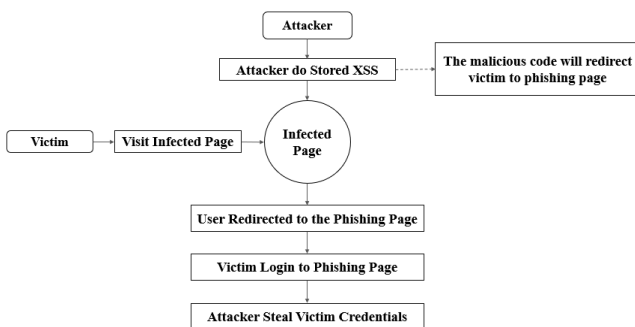 Attacker
Attacker do Stored XSS
The malicious code will redirect
victim to phishing page
Victim
Visit Infected Page
Infected
Page
User Redirected to the Phishing Page
Victim Login to Phishing Page
Attacker Steal Victim Credentials